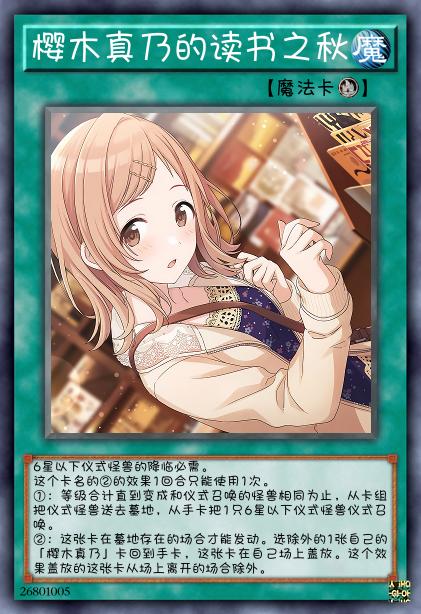 樱木真乃的读书之秋 魔
【魔法卡】
6星以下仪式怪兽的降临必需。
这个卡名的②的效果1回合只能使用1次。
①：等级合计直到变成和仪式召唤的怪兽相同为止，从卡组
把仪式怪兽送去墓地，从手卡把1只6星以下仪式怪兽仪式召
唤。
②：这张卡在墓地存在的场合才能发动。选除外的1张自己的
「樱木真乃」卡回到手卡，这张卡在自己场上盖放。这个效
果盖放的这张卡从场上离开的场合除外。
26801005